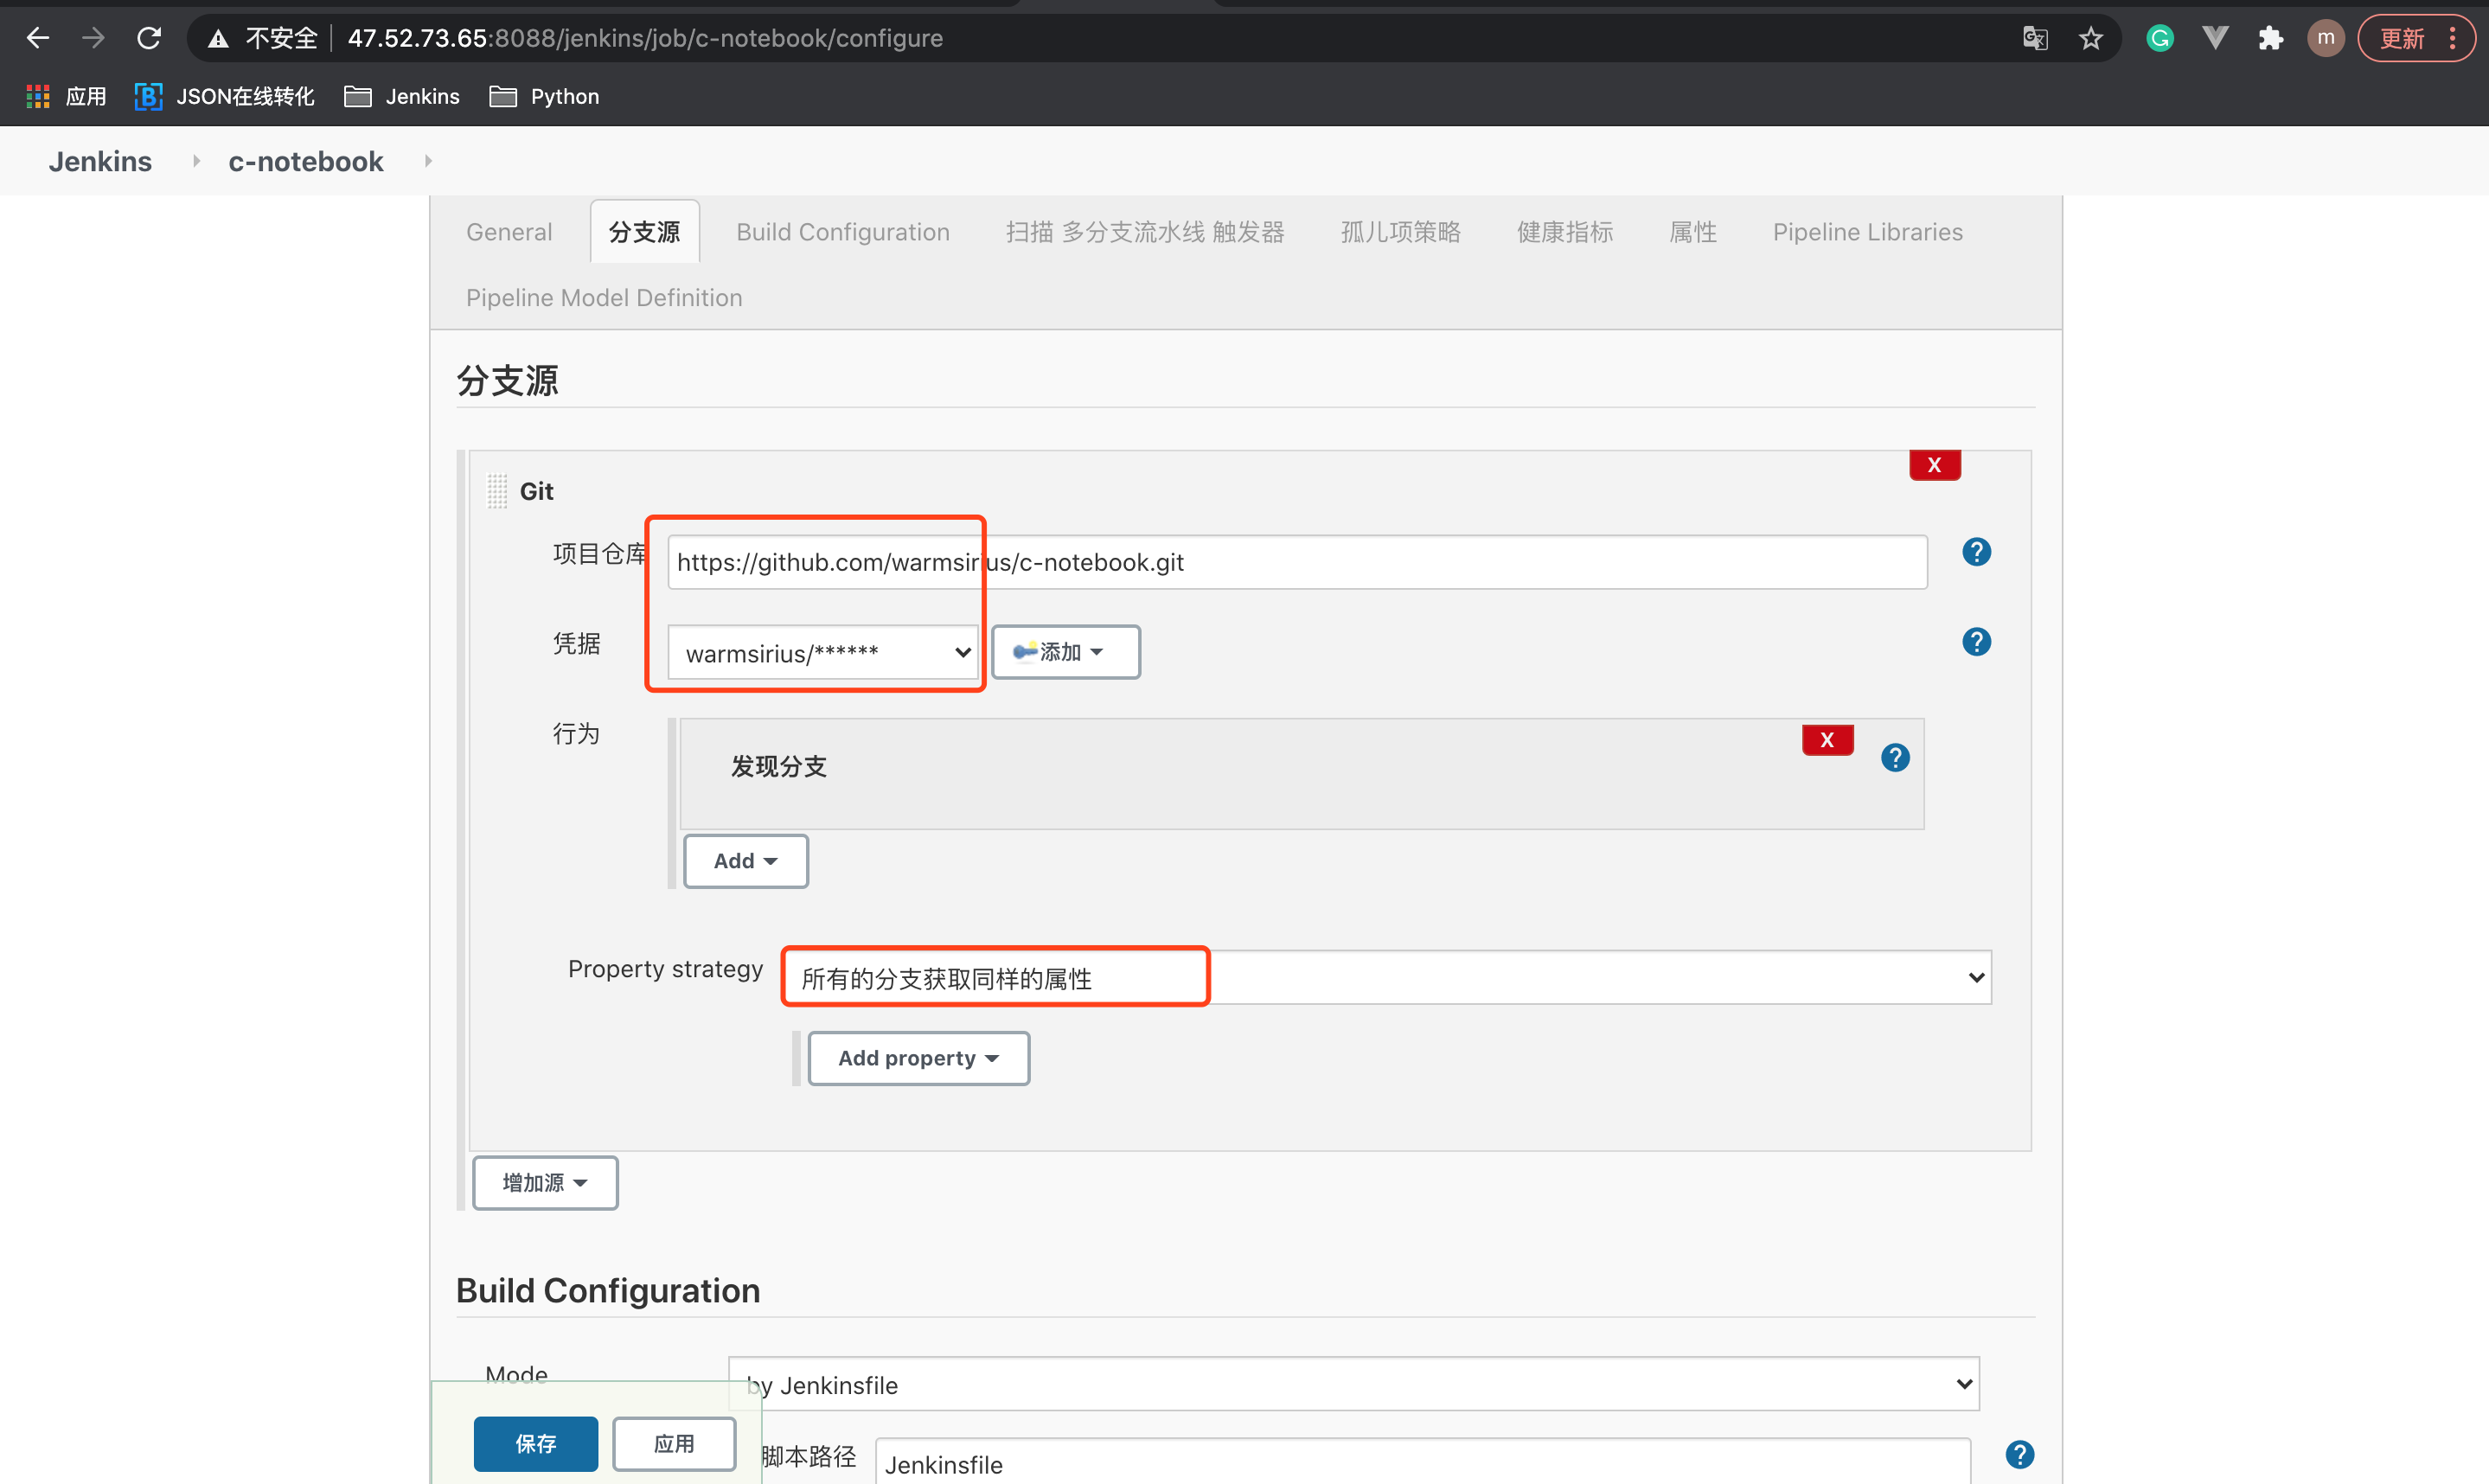 不安全 47.52.73.65:8088/jenkins/job/c-notebook/configure m 更新
应用 JSON在线转化 Jenkins Python
Jenkins c-notebook
General 分支源 Build Configuration 扫描 多分支流水线 触发器 孤儿项策略 健康指标 属性 Pipeline Libraries
Pipeline Model Definition
分支源
X
Git
项目仓库 https://github.com/warmsirius/c-notebook.git ?
凭据 warmsirius/****** 添加 ?
行为
发现分支 X ?
Add
Property strategy 所有的分支获取同样的属性
Add property
增加源
Build Configuration
Mode by Jenkinsfile
保存 应用 脚本路径 Jenkinsfile ?